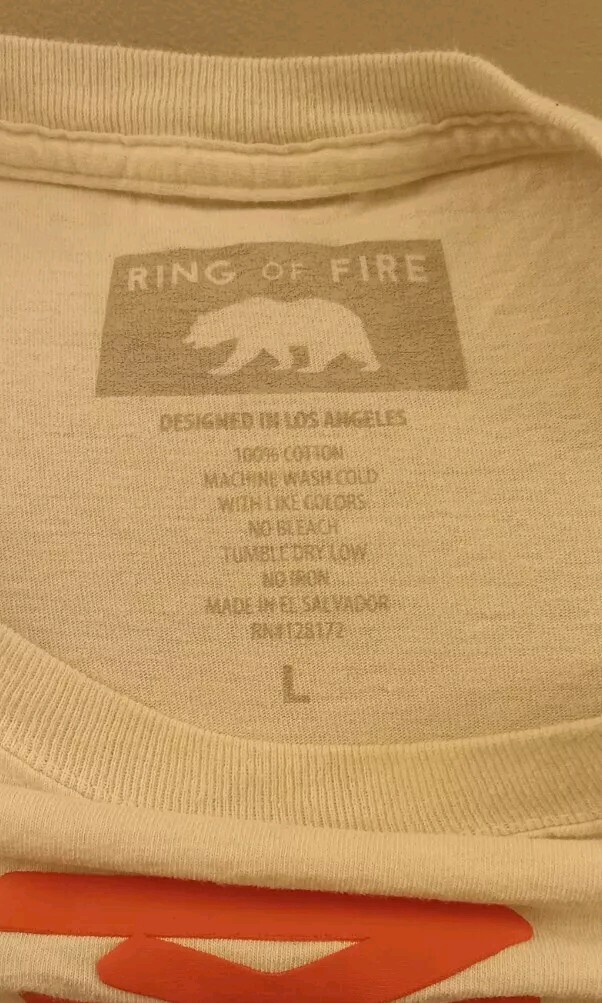 RING OF FIRE
DESIGNED IN LOS ANGELES
100% COTTON
MACHINE WASH COLD
WITH LIKE COLORS
NO BLEACH
TUMBLE DRY LOW
NO IRON
MADE IN EL SALVADOR
RN#128172
L